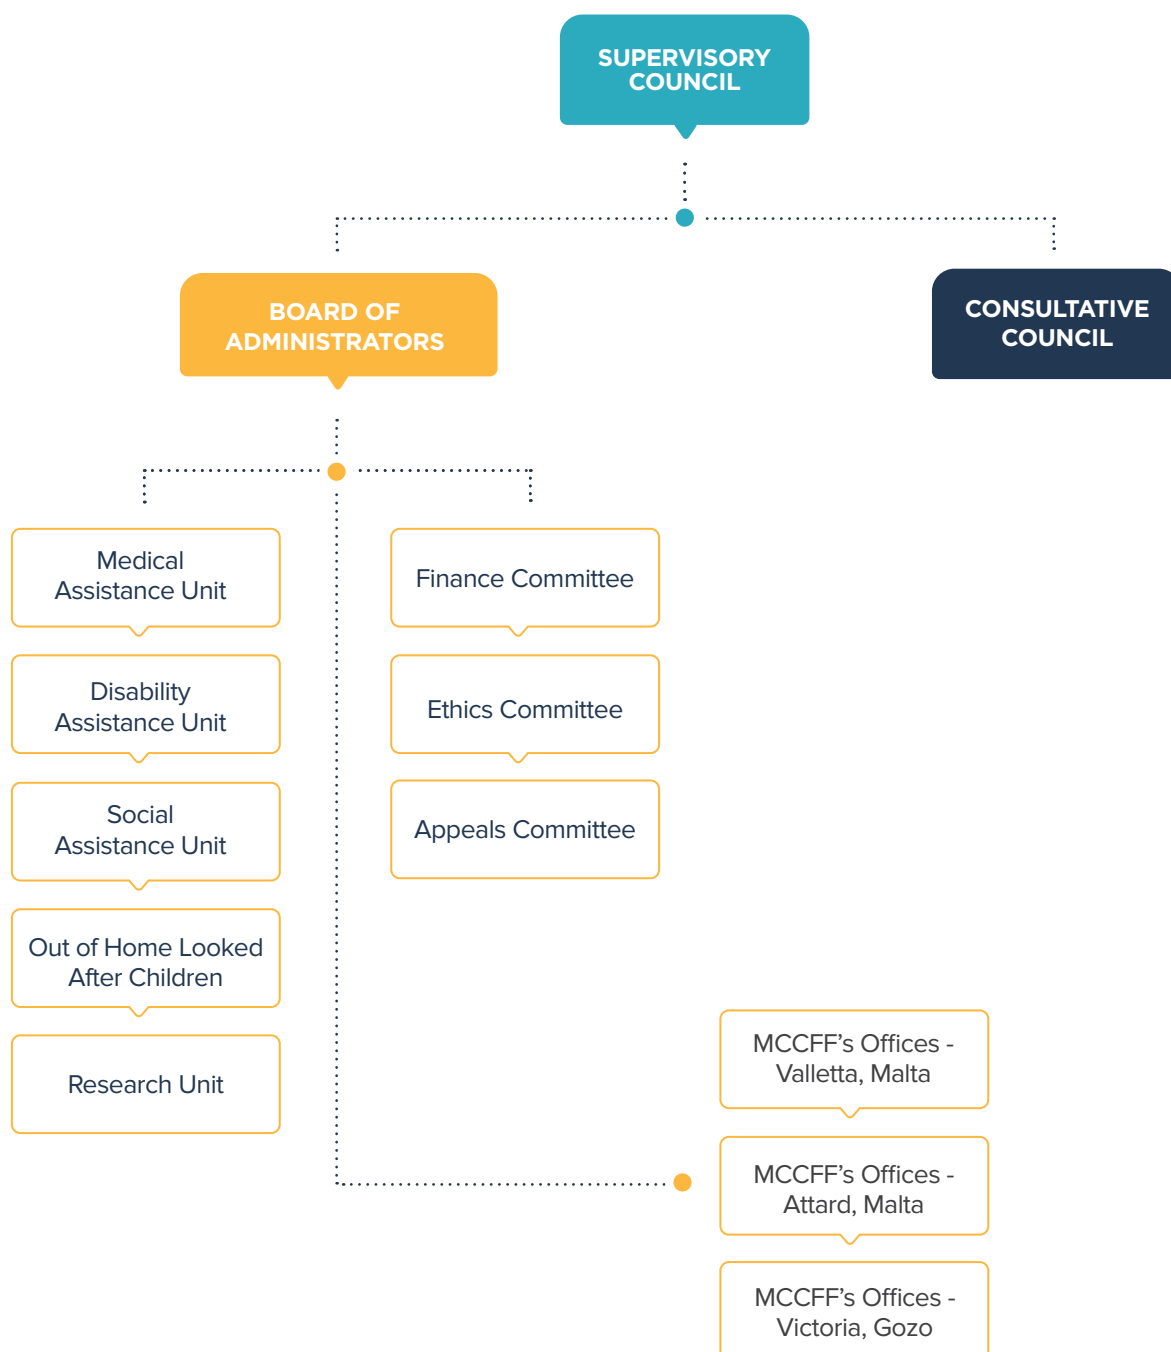 SUPERVISORY
COUNCIL
BOARD OF
ADMINISTRATORS
CONSULTATIVE
COUNCIL
Medical
Assistance Unit
Disability
Assistance Unit
Social
Assistance Unit
Out of Home Looked
After Children
Research Unit
Finance Committee
Ethics Committee
Appeals Committee
MCCFF’s Offices -
Valletta, Malta
MCCFF’s Offices -
Attard, Malta
MCCFF’s Offices -
Victoria, Gozo